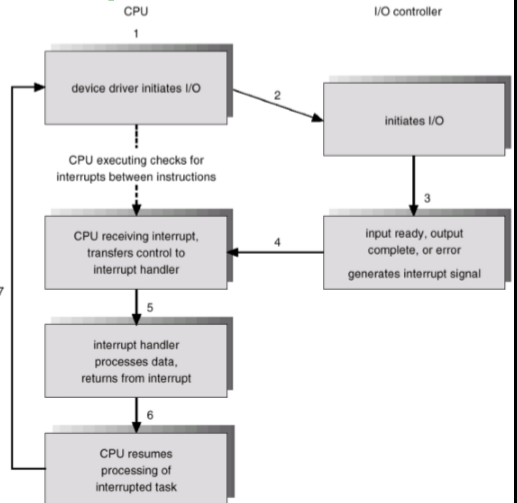 CPU
I/O controller
1
device driver initiates I/O
2
initiates I/O
CPU executing checks for
interrupts between instructions
3
CPU receiving interrupt,
transfers control to
interrupt handler
4
input ready, output
complete, or error
generates interrupt signal
7
5
interrupt handler
processes data,
returns from interrupt
6
CPU resumes
processing of
interrupted task